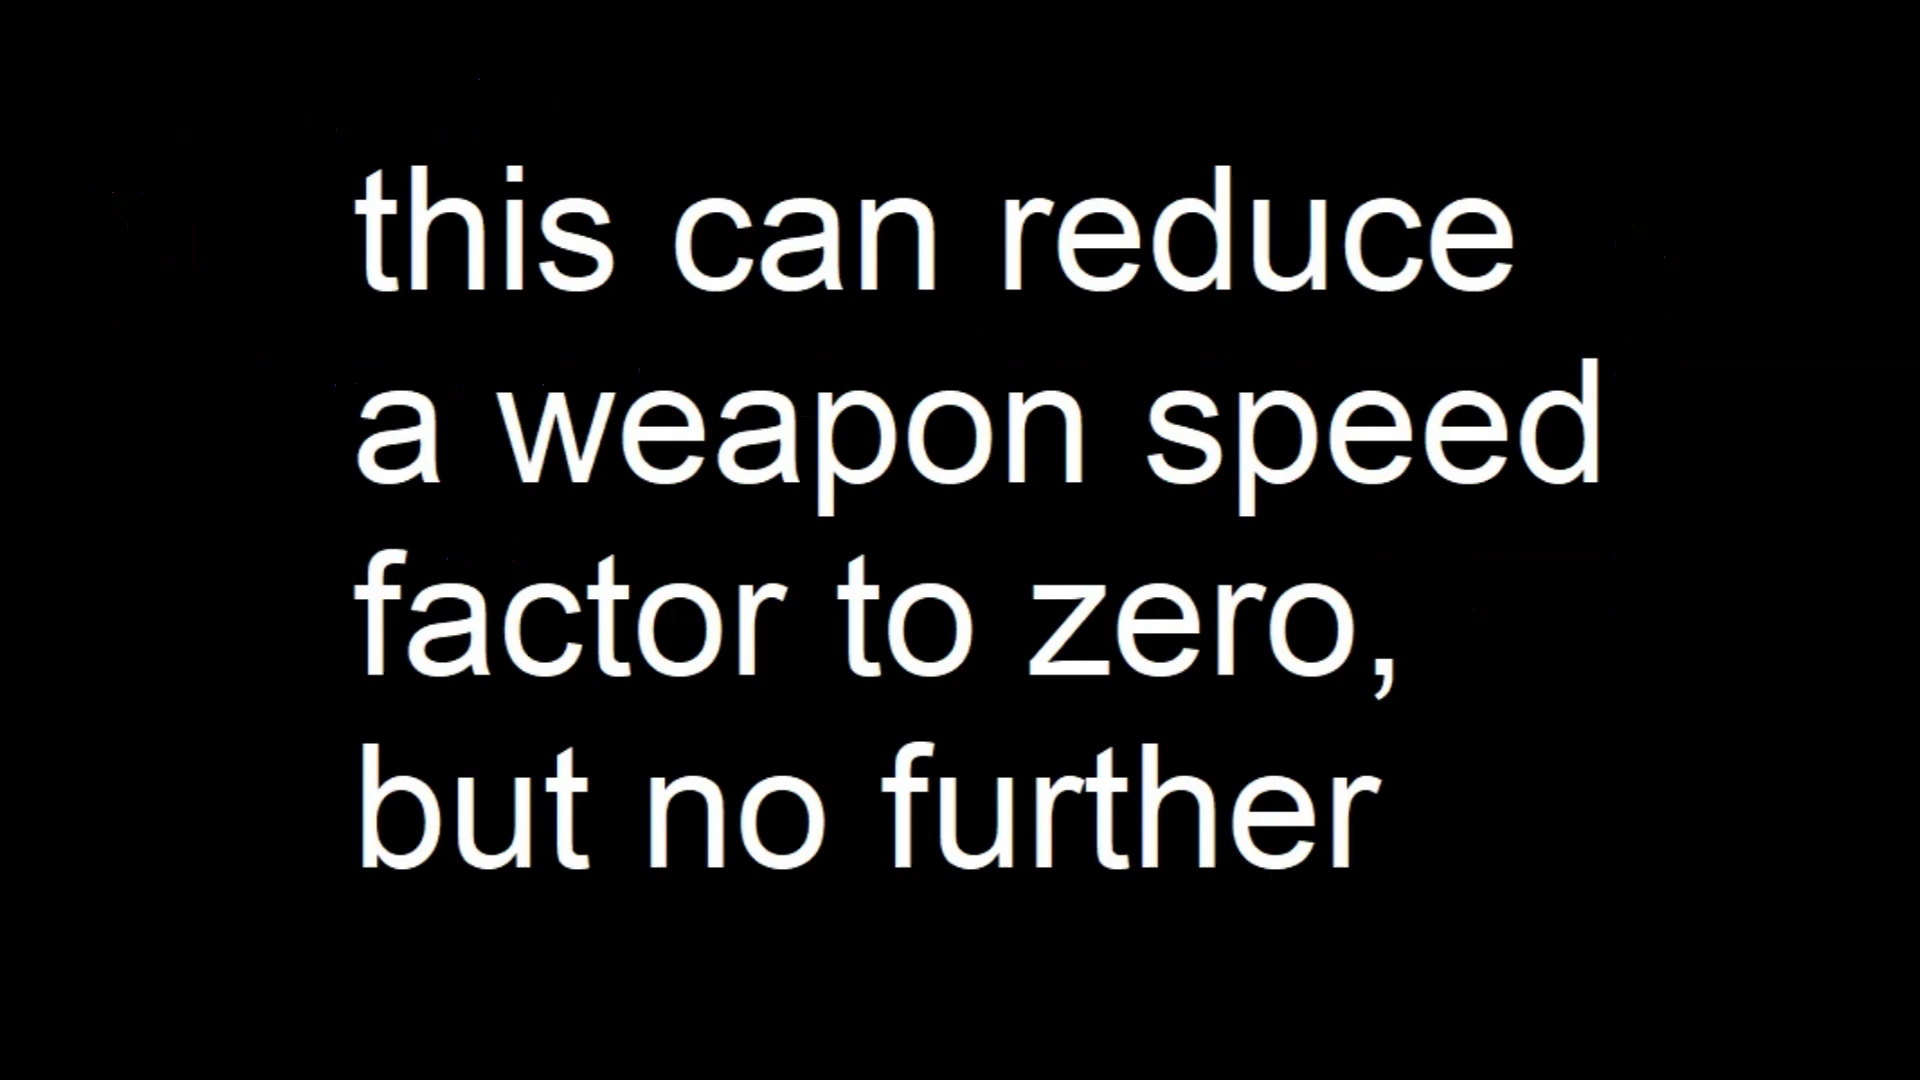 this can reduce
a weapon speed
factor to zero,
but no further